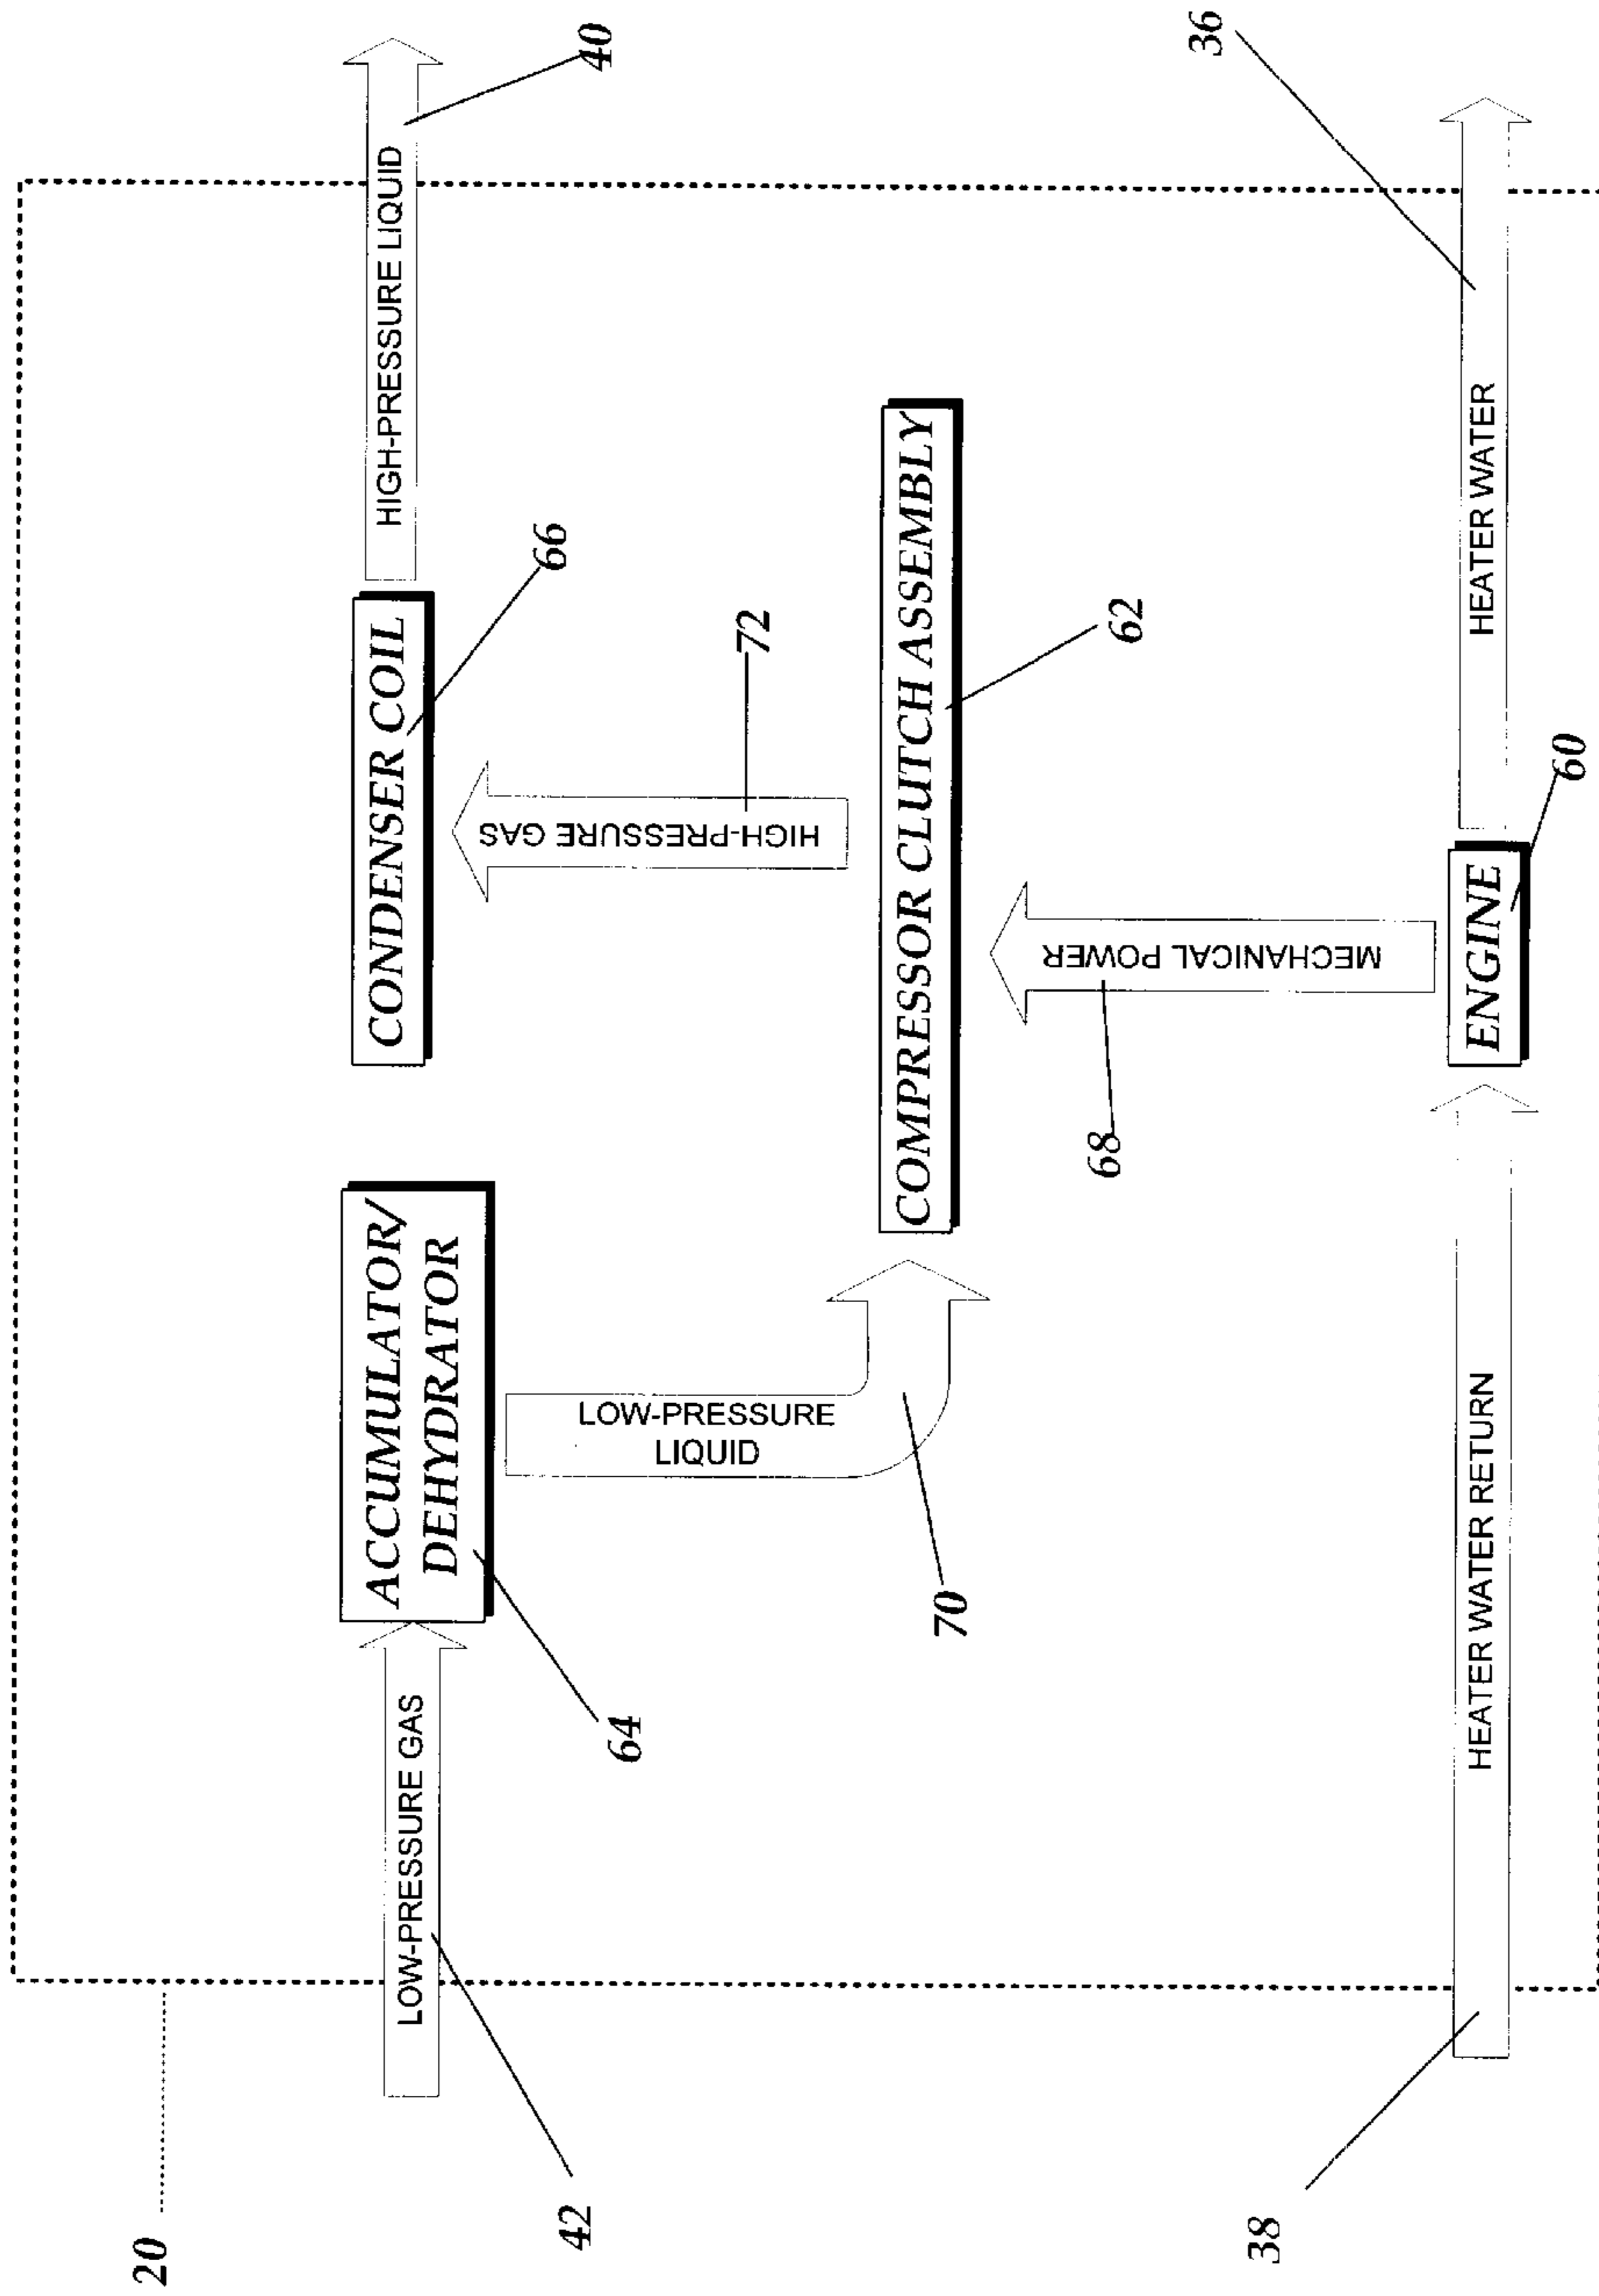 20
42
LOW-PRESSURE GAS
64
ACCUMULATOR/
DEHYDRATOR
LOW-PRESSURE
LIQUID
70
CONDENSER COIL
66
HIGH-PRESSURE GAS
72
HIGH-PRESSURE LIQUID
40
COMPRESSOR CLUTCH ASSEMBLY
62
MECHANICAL POWER
68
38
HEATER WATER RETURN
ENGINE
60
HEATER WATER
36